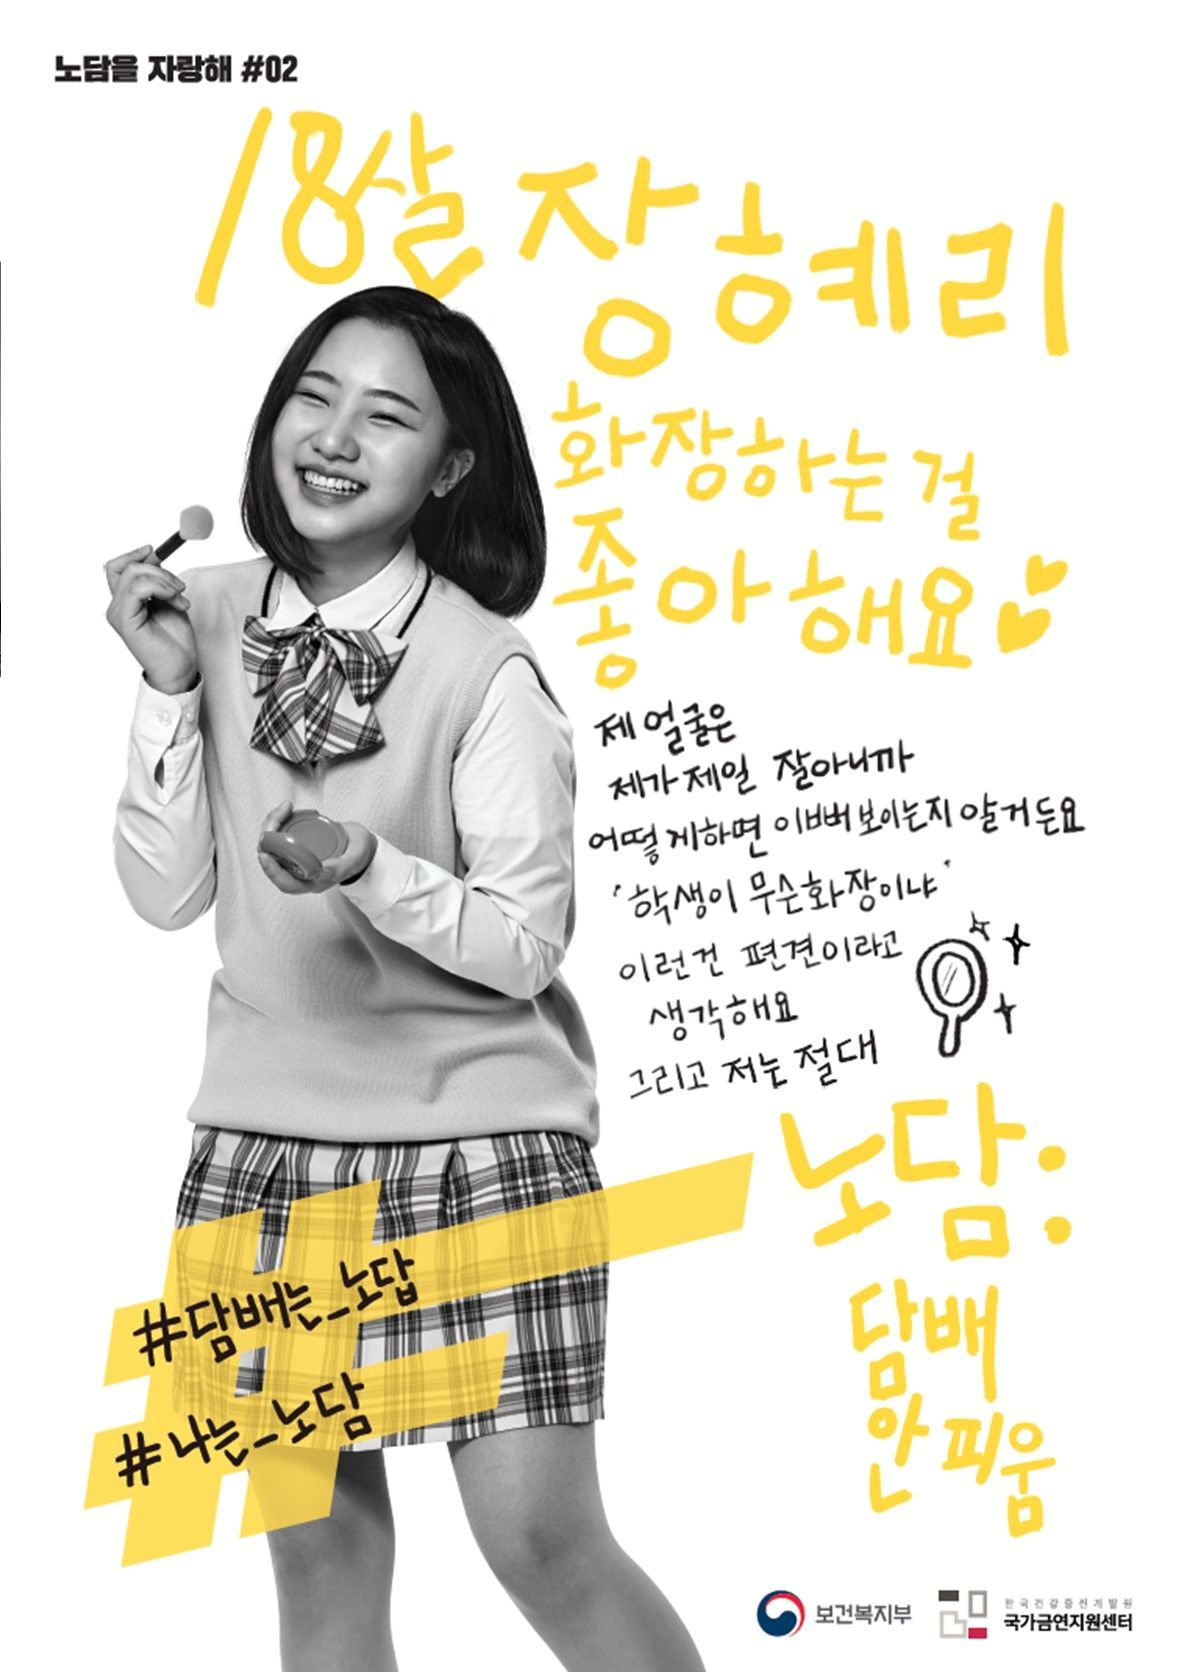 노담을 자랑해 #02
18살 장혜리
화장하는 걸
좋아해요
제 얼굴은
제가 제일 잘아니까
어떻게하면 이뻐보이는지 알거든요
'학생이 무슨화장이냐'
이런건 편견이라고
생각해요
그리고 저는 절대
노담:
담배
안피움
#담배는_노답
#나는_노담
보건복지부
한국건강증진개발원
국가금연지원센터